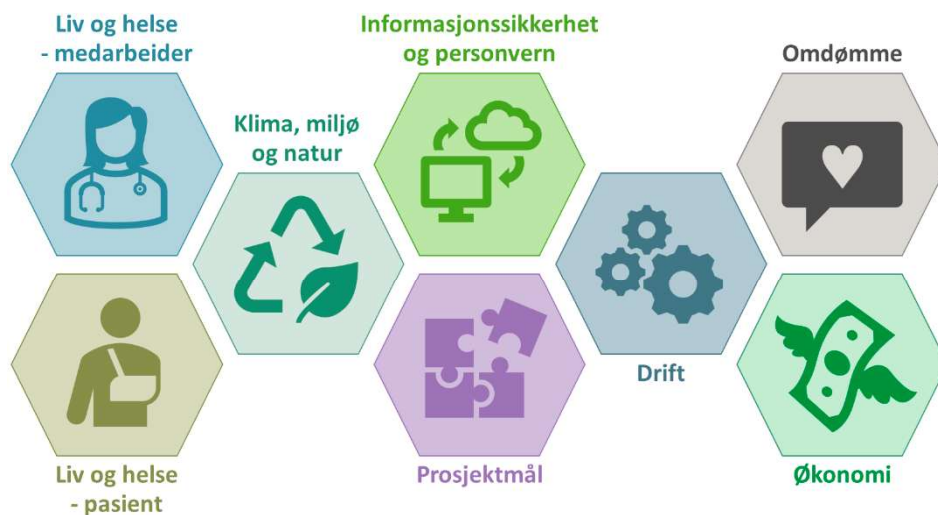 Liv og helse
- medarbeider
Klima, miljø
og natur
Informasjonssikkerhet
og personvern
Omdømme
Liv og helse
- pasient
Prosjektmål
Drift
Økonomi